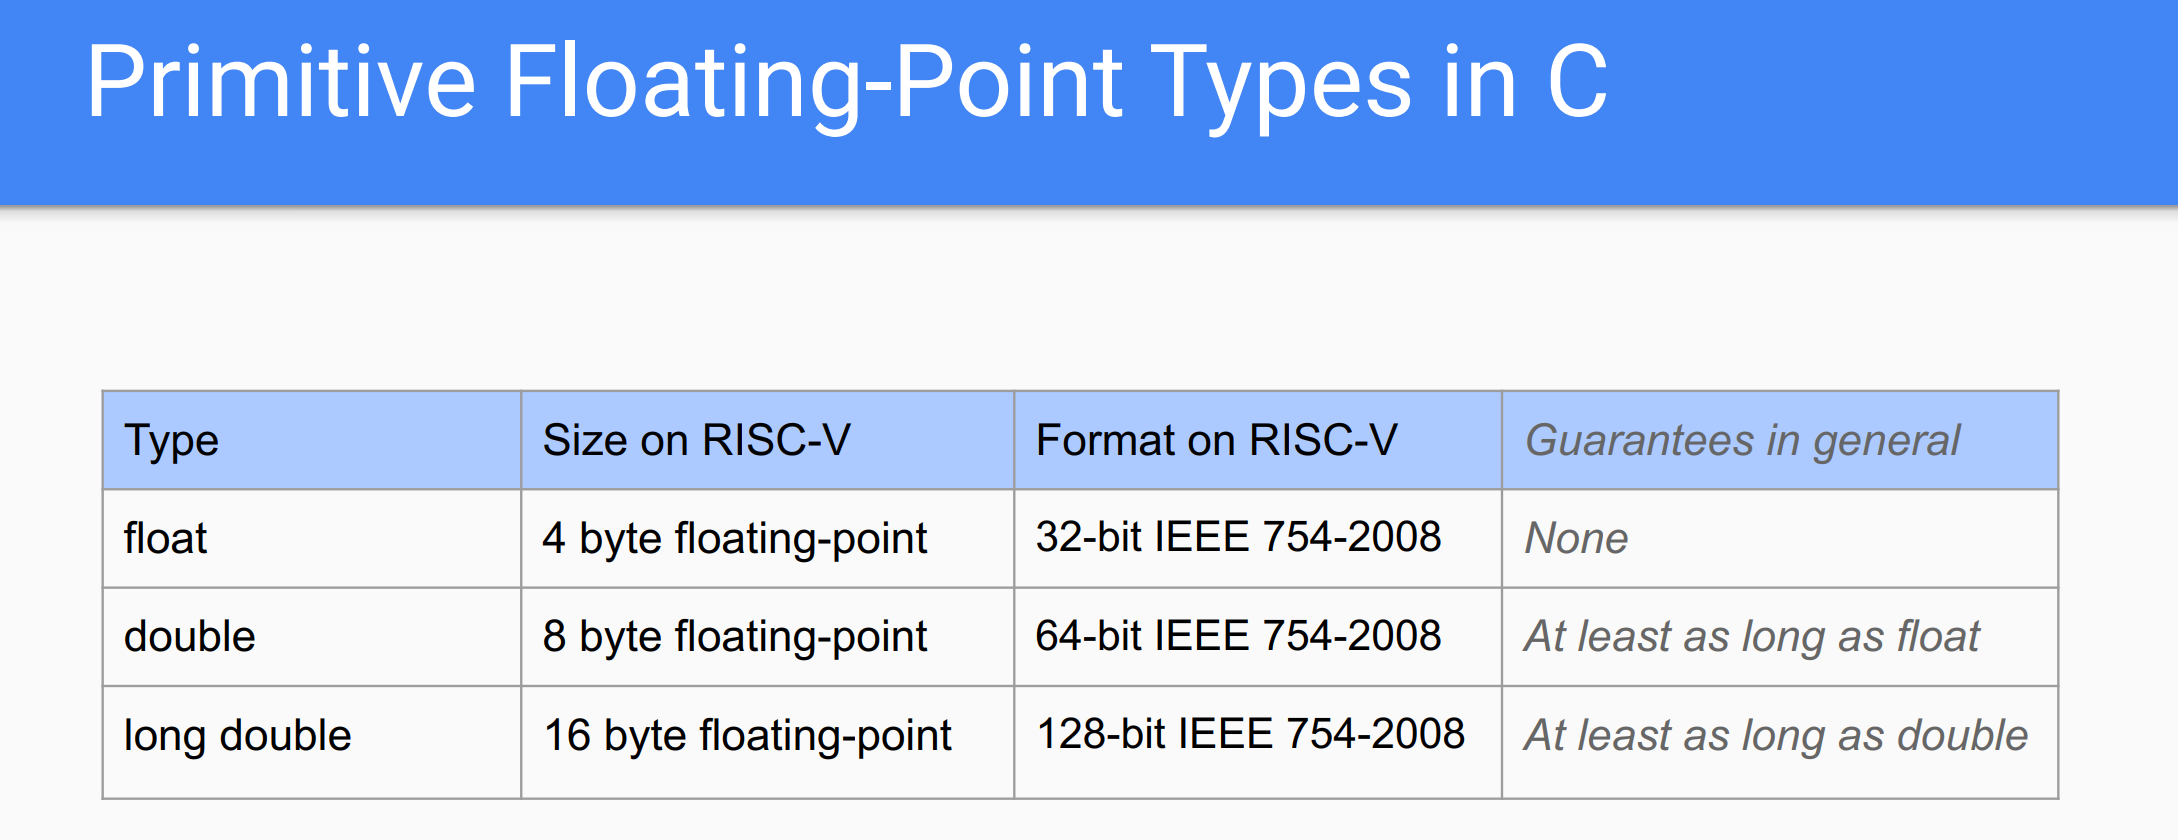 Primitive Floating-Point Types in C
Type Size on RISC-V Format on RISC-V Guarantees in general
float 4 byte floating-point 32-bit IEEE 754-2008 None
double 8 byte floating-point 64-bit IEEE 754-2008 At least as long as float
long double 16 byte floating-point 128-bit IEEE 754-2008 At least as long as double